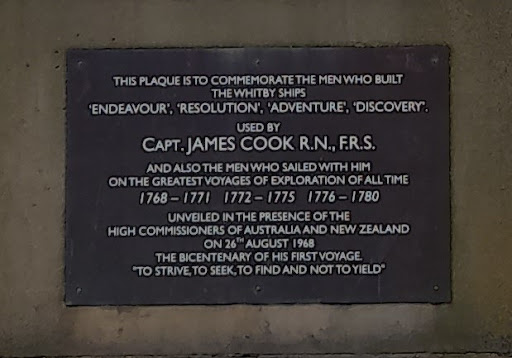 THIS PLAQUE IS TO COMMEMORATE THE MEN WHO BUILT
THE WHITBY SHIPS
'ENDEAVOUR', 'RESOLUTION', 'ADVENTURE', 'DISCOVERY'.
USED BY
CAPT. JAMES COOK R.N., F.R.S.
AND ALSO THE MEN WHO SAILED WITH HIM
ON THE GREATEST VOYAGES OF EXPLORATION OF ALL TIME
1768 – 1771 1772 – 1775 1776 – 1780
UNVEILED IN THE PRESENCE OF THE
HIGH COMMISSIONERS OF AUSTRALIA AND NEW ZEALAND
ON 26TH AUGUST 1968
THE BICENTENARY OF HIS FIRST VOYAGE.
"TO STRIVE, TO SEEK, TO FIND AND NOT TO YIELD"